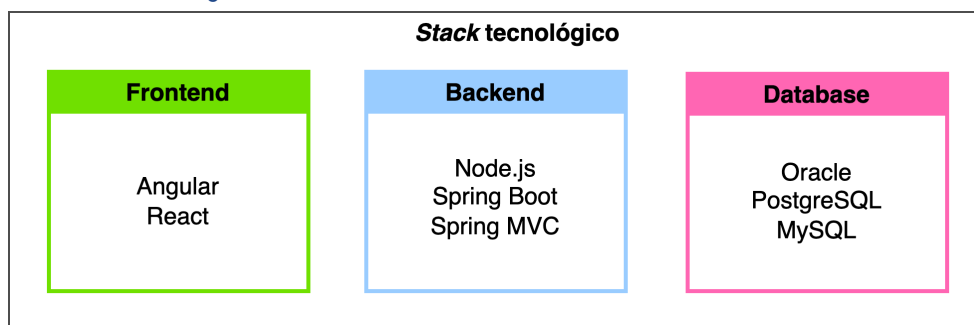 Stack tecnológico
Frontend
Angular
React
Backend
Node.js
Spring Boot
Spring MVC
Database
Oracle
PostgreSQL
MySQL